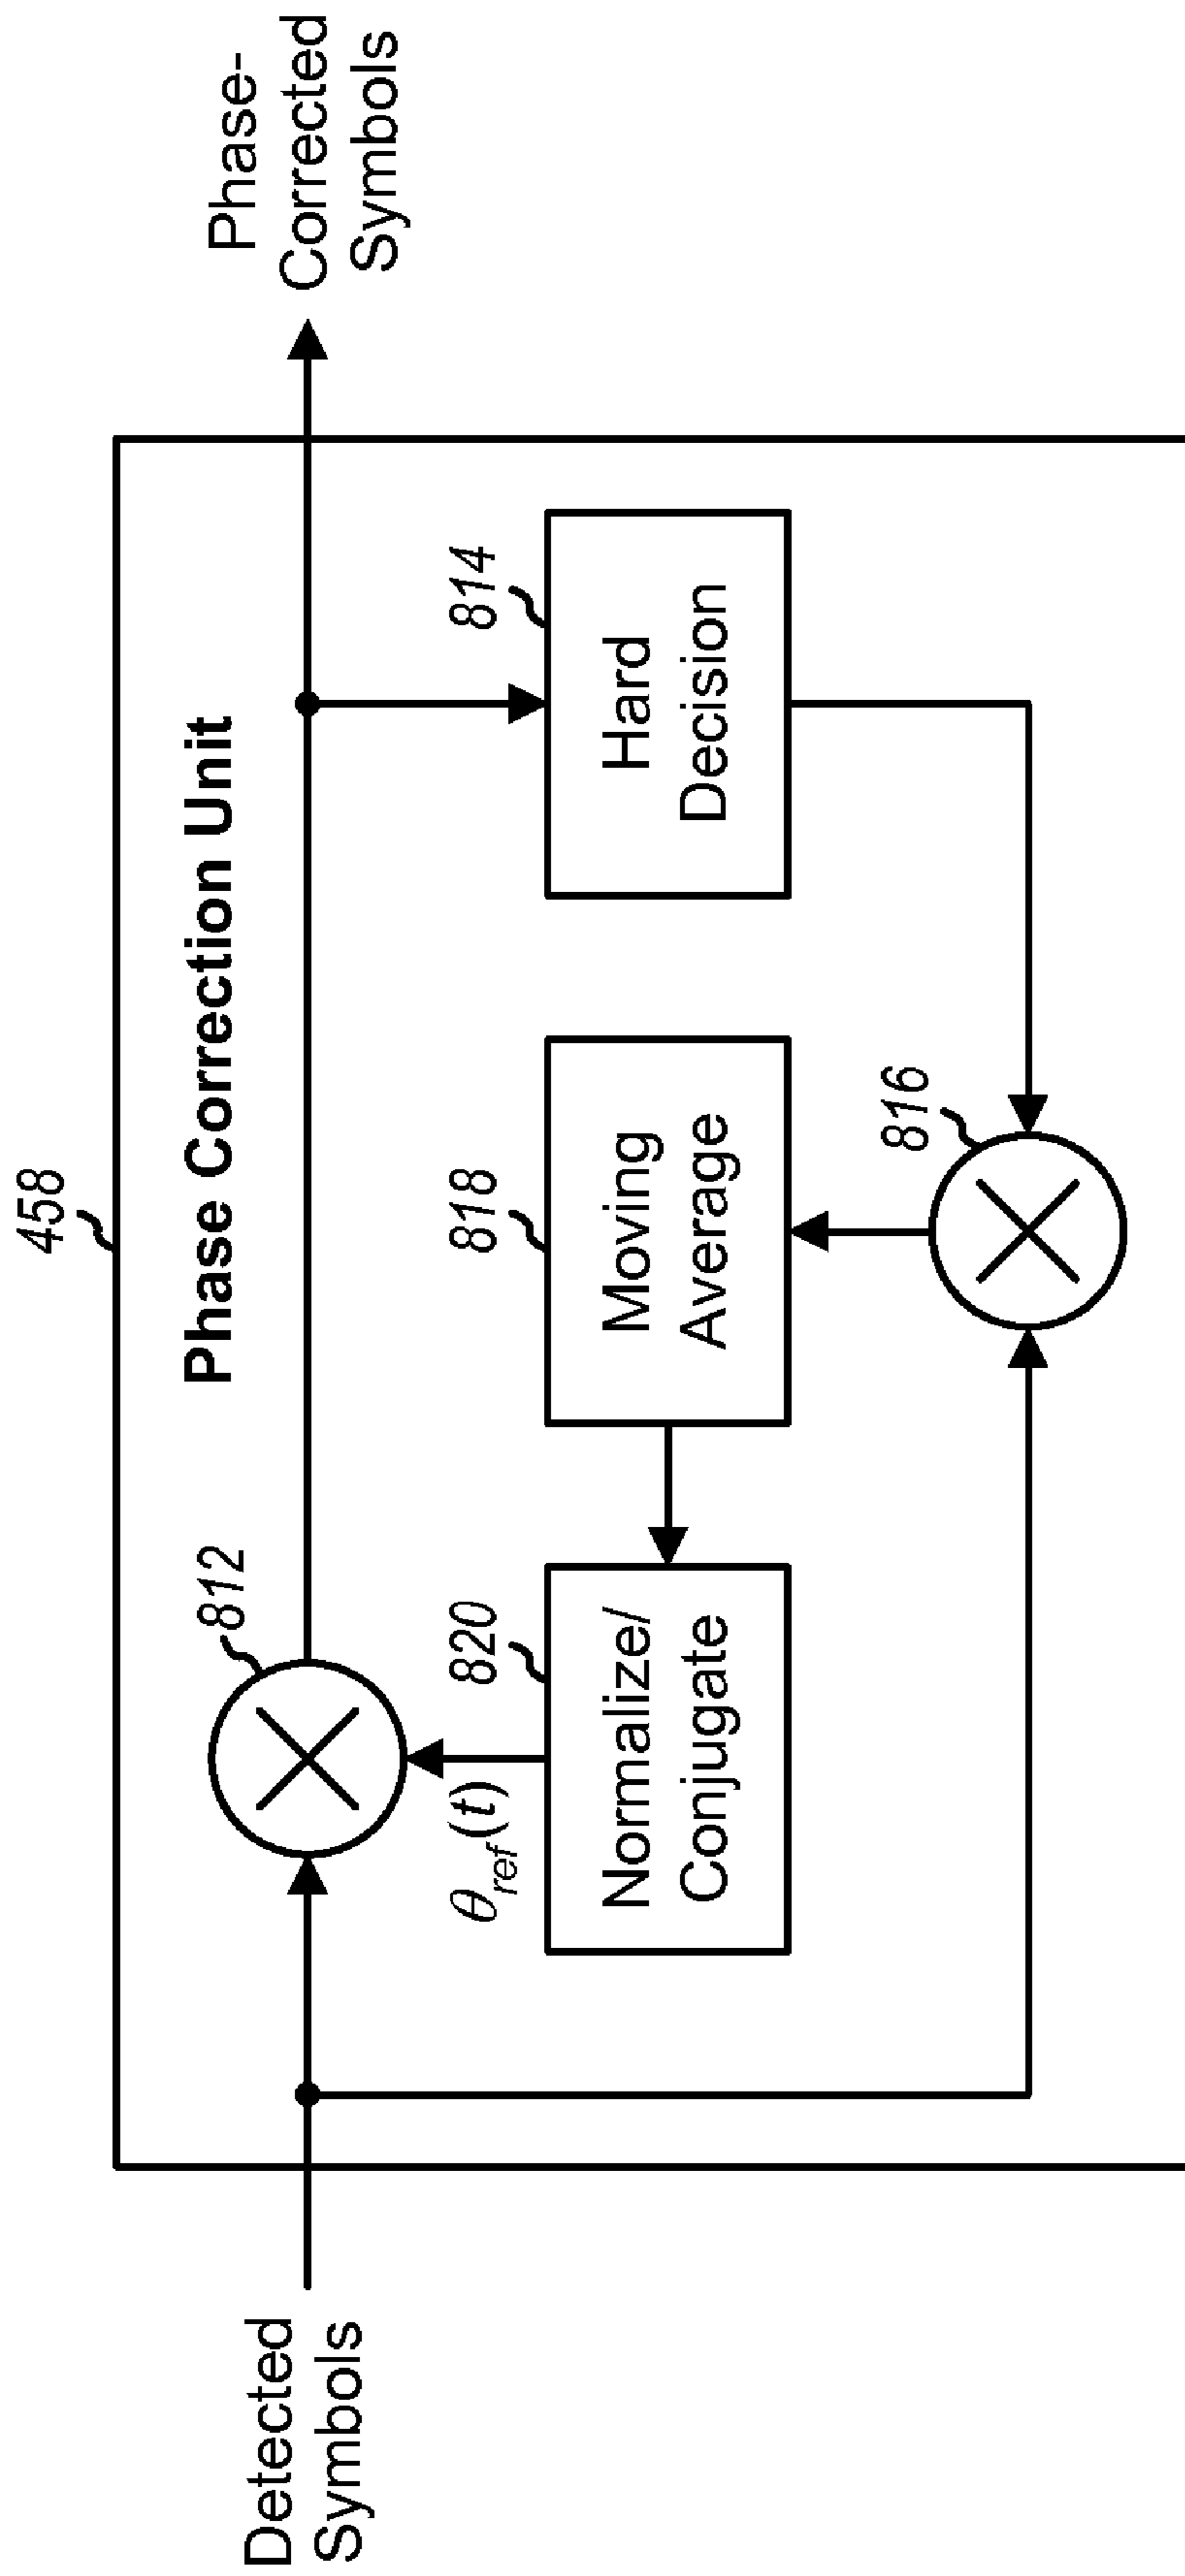 458
Phase Correction Unit
Detected
Symbols
812
Phase-
Corrected
Symbols
θref(t)
820
Normalize/
Conjugate
818
Moving
Average
814
Hard
Decision
816